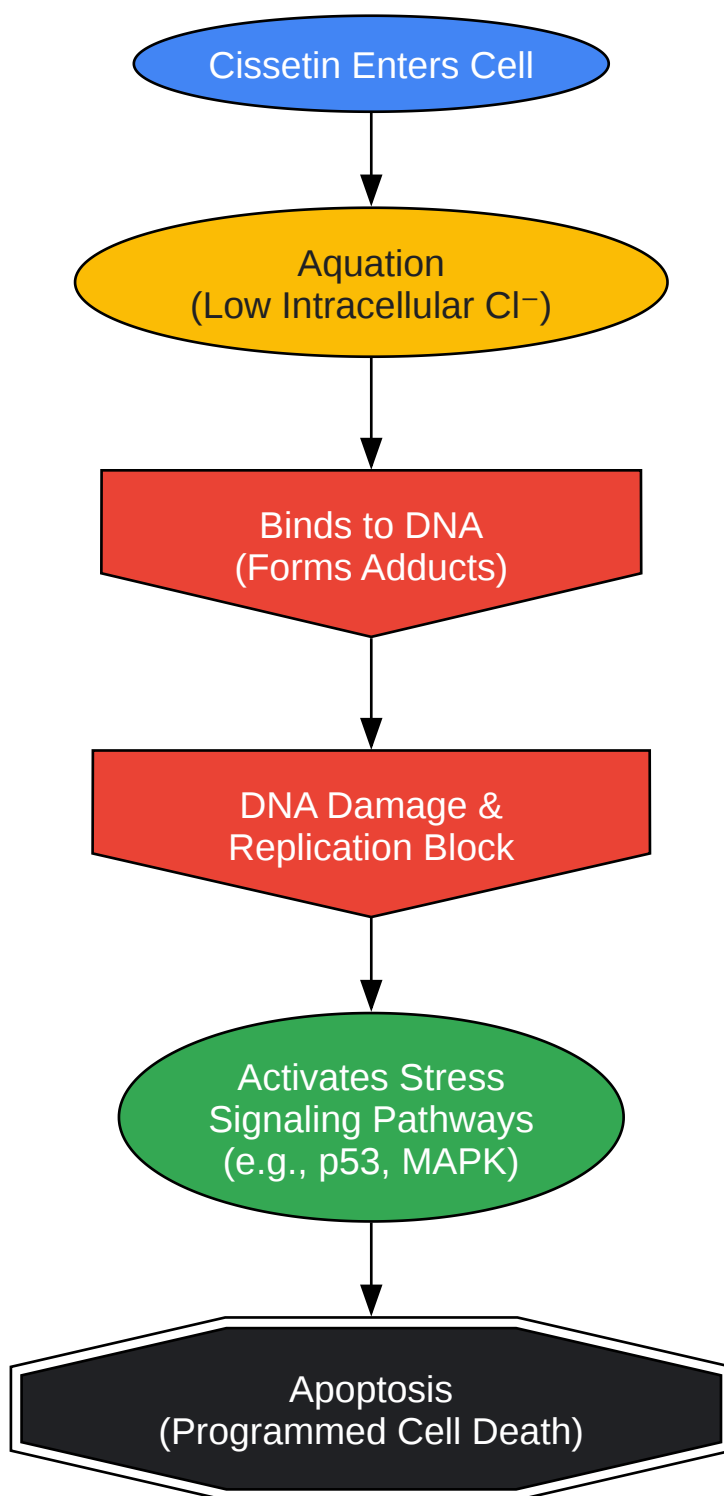 Cissetin Enters Cell
Aquation
(Low Intracellular Cl⁻)
Binds to DNA
(Forms Adducts)
DNA Damage &
Replication Block
Activates Stress
Signaling Pathways
(e.g., p53, MAPK)
Apoptosis
(Programmed Cell Death)